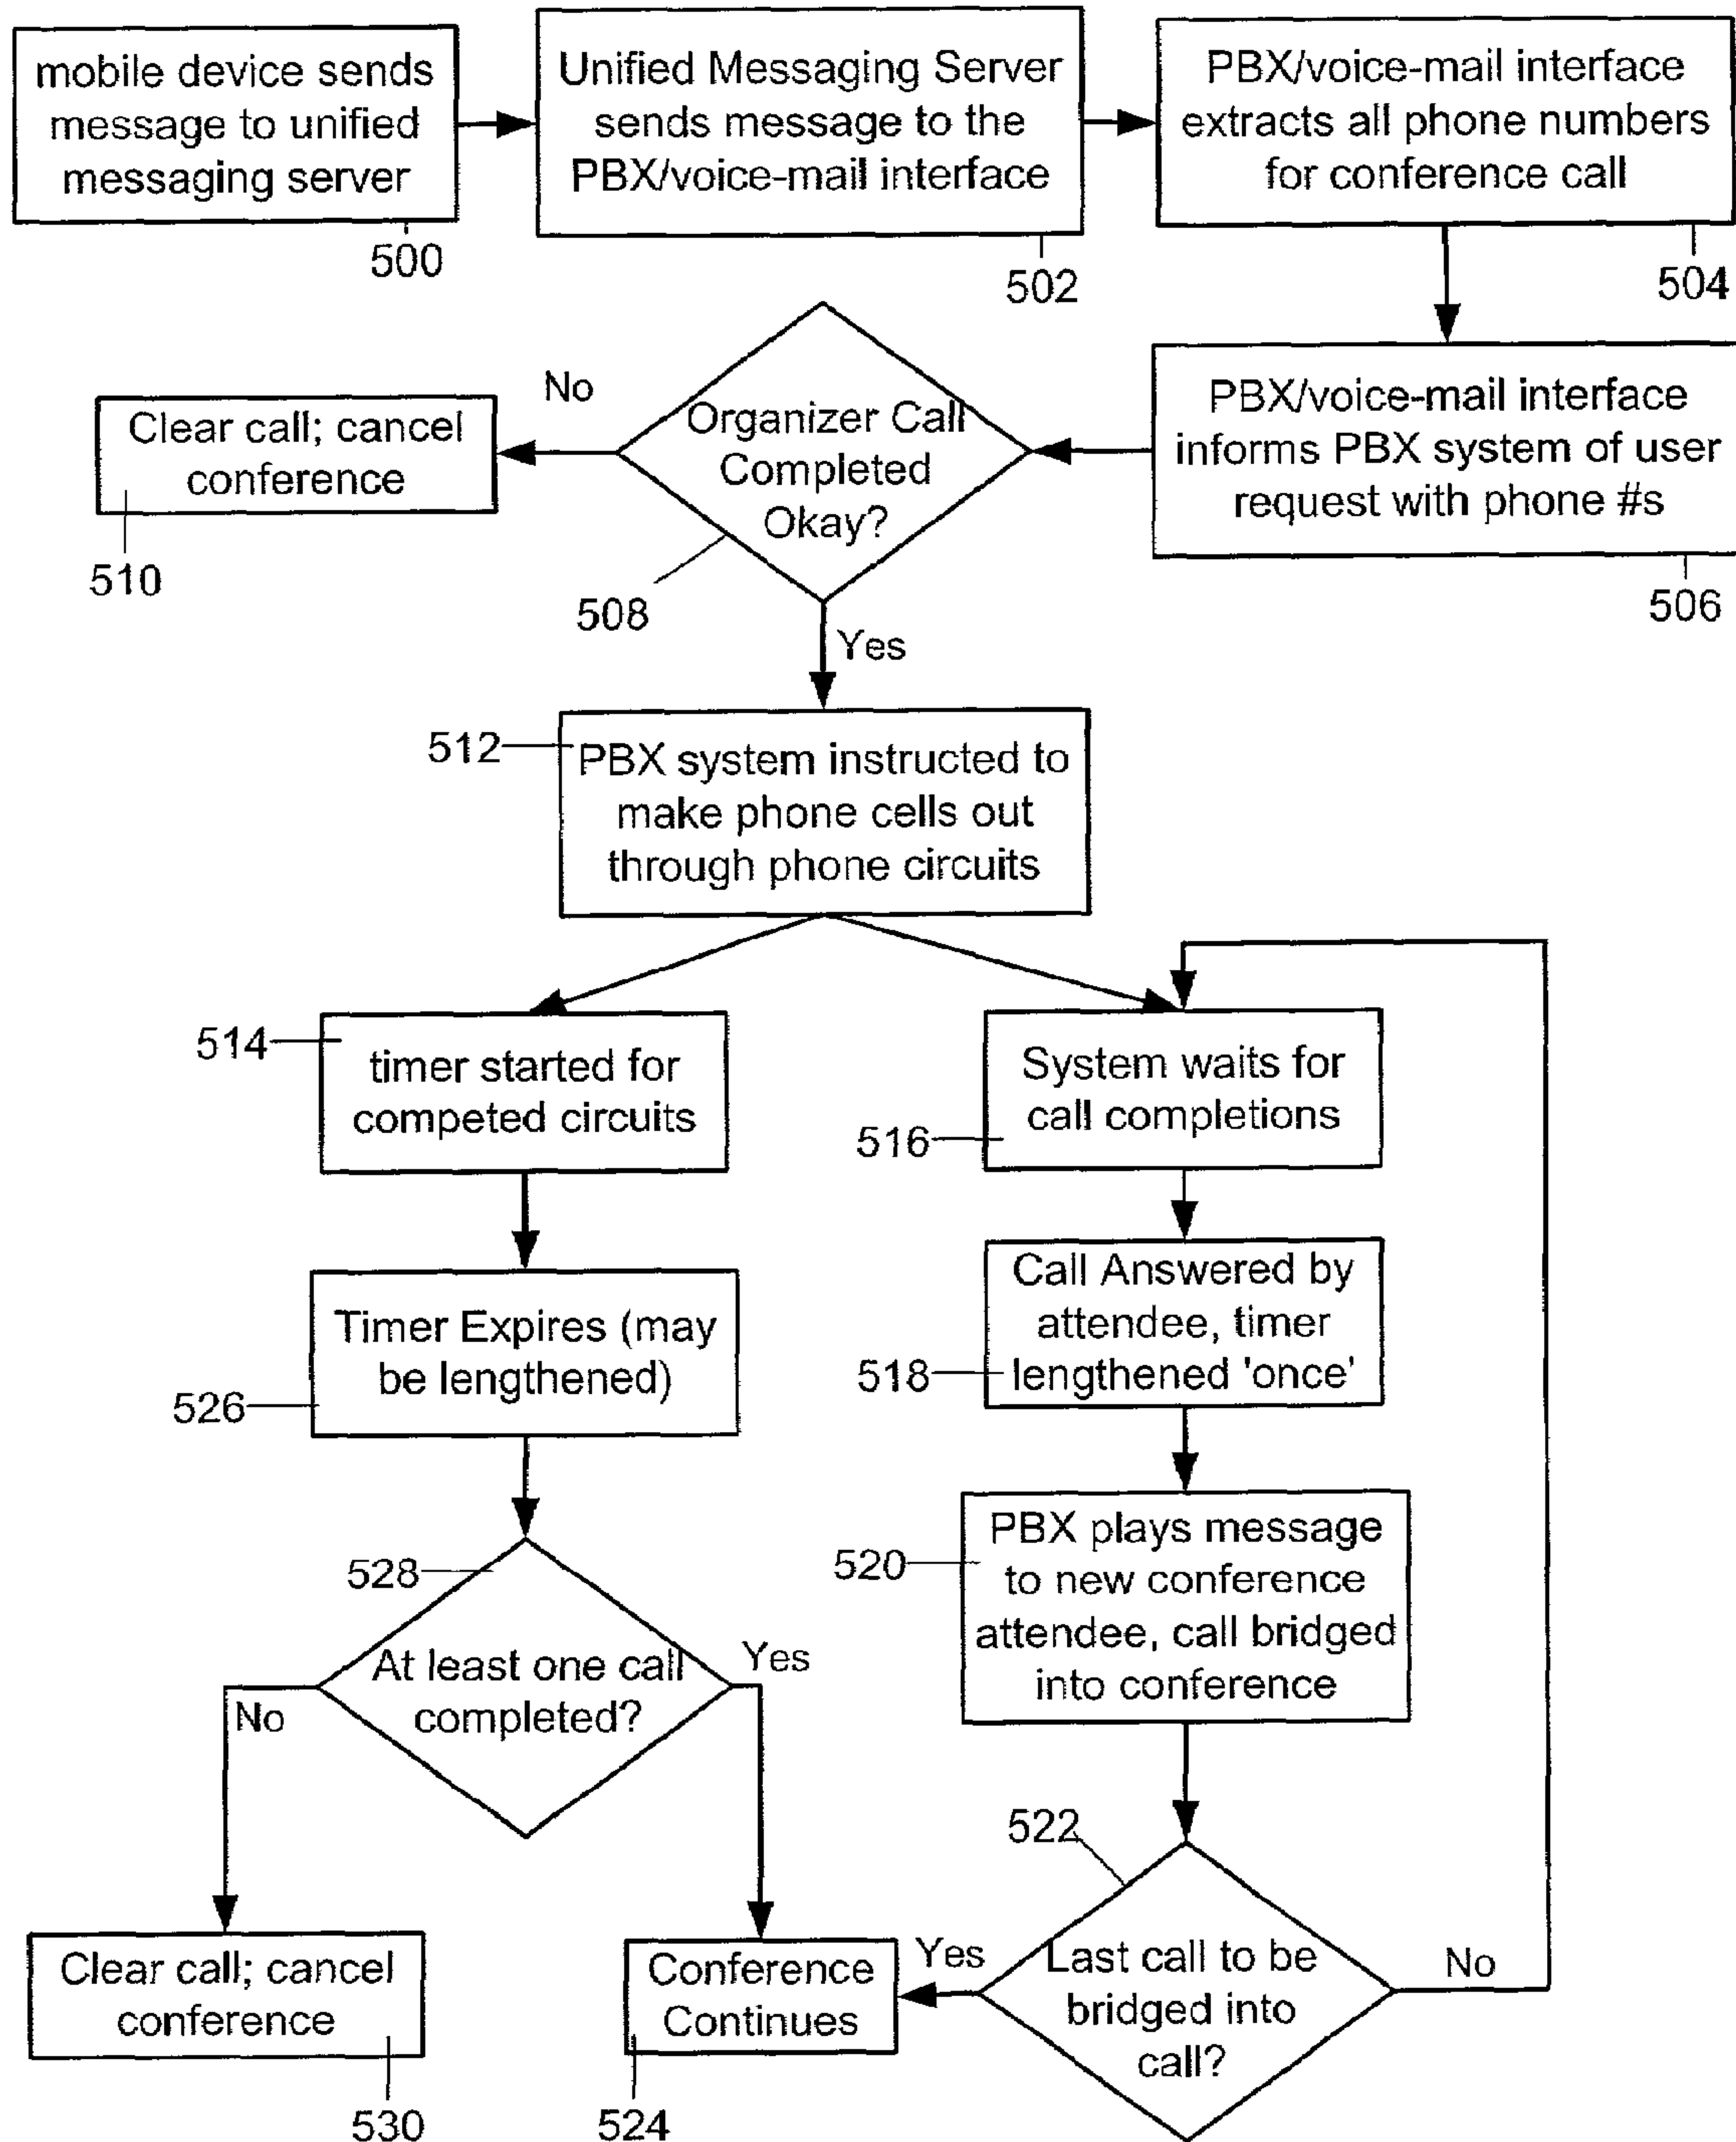 mobile device sends
message to unified
messaging server
500
Unified Messaging Server
sends message to the
PBX/voice-mail interface
502
PBX/voice-mail interface
extracts all phone numbers
for conference call
504
PBX/voice-mail interface
informs PBX system of user
request with phone #s
506
Organizer Call
Completed
Okay?
508
No
Clear call; cancel
conference
510
Yes
512
PBX system instructed to
make phone cells out
through phone circuits
514
timer started for
competed circuits
System waits for
call completions
516
Call Answered by
attendee, timer
lengthened 'once'
518
Timer Expires (may
be lengthened)
526
520
PBX plays message
to new conference
attendee, call bridged
into conference
528
At least one call
completed?
No
Yes
522
Last call to be
bridged into
call?
Yes
No
Clear call; cancel
conference
530
Conference
Continues
524